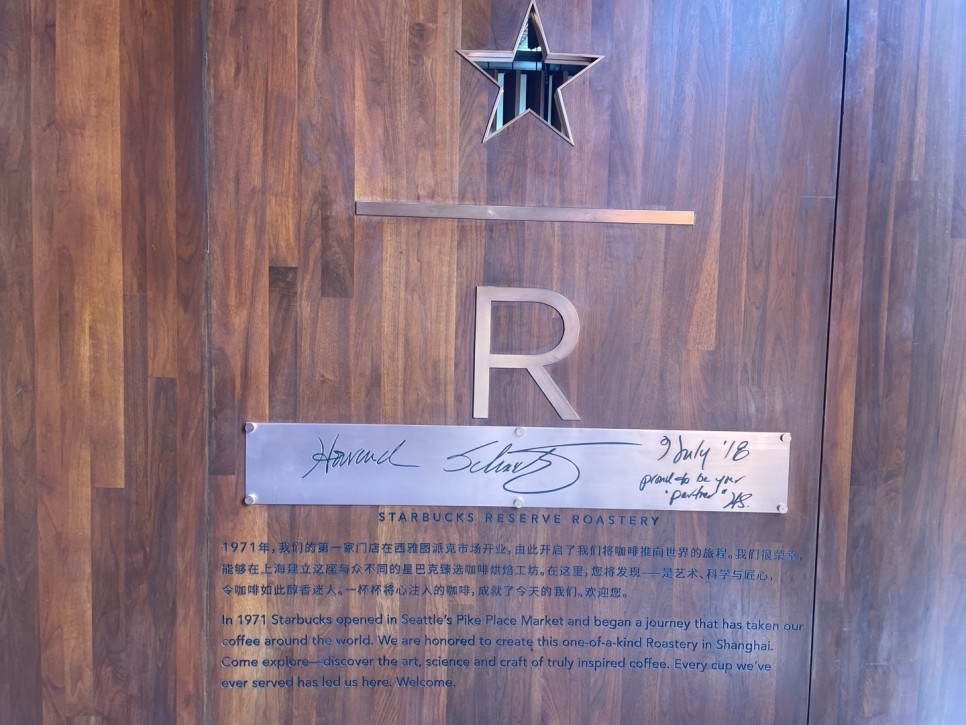 R
Howard Schultz
9 July '18
proud to be your
"partner" HS.
STARBUCKS RESERVE ROASTERY
1971年，我们的第一家门店在西雅图派克市场开业，由此开启了我们将咖啡推向世界的旅程。我们很荣幸，
能够在上海建立这座与众不同的星巴克臻选咖啡烘焙工坊。在这里，您将发现——是艺术、科学与匠心，
令咖啡如此醇香迷人。一杯杯将心注入的咖啡，成就了今天的我们。欢迎您。
In 1971 Starbucks opened in Seattle's Pike Place Market and began a journey that has taken our
coffee around the world. We are honored to create this one-of-a-kind Roastery in Shanghai.
Come explore—discover the art, science and craft of truly inspired coffee. Every cup we've
ever served has led us here. Welcome.